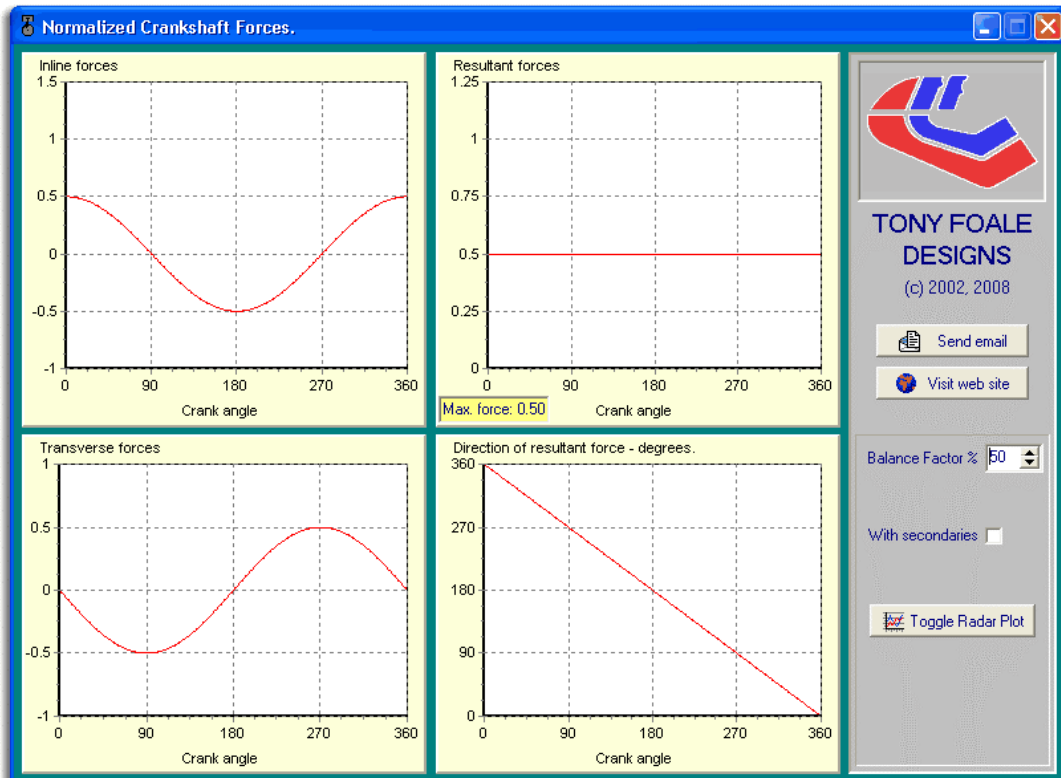 Normalized Crankshaft Forces.
Inline forces
1.5
1
0.5
0
-0.5
-1
0 90 180 270 360
Crank angle
Resultant forces
1.25
1
0.75
0.5
0.25
0
0 90 180 270 360
Max. force: 0.50
Crank angle
Transverse forces
1
0.5
0
-0.5
-1
0 90 180 270 360
Crank angle
Direction of resultant force - degrees.
360
270
180
90
0
0 90 180 270 360
Crank angle
TONY FOALE
DESIGNS
(c) 2002, 2008
Send email
Visit web site
Balance Factor % 50
With secondaries
Toggle Radar Plot